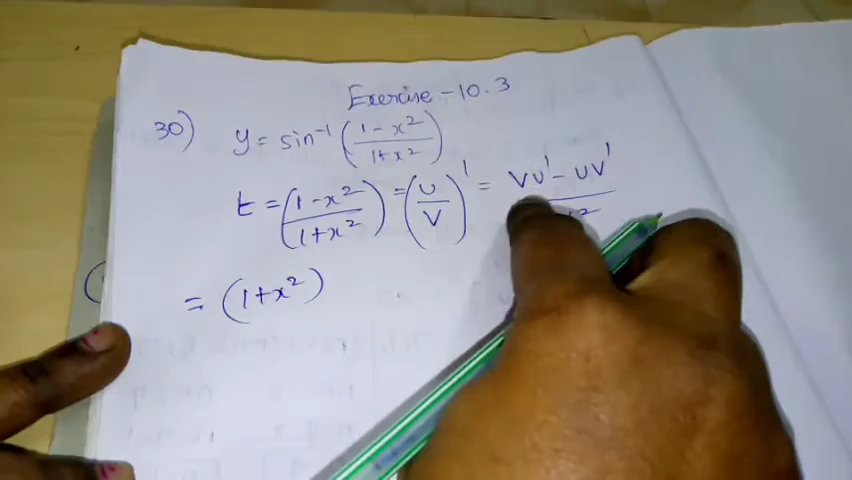 Exercise - 10.3
30) y = sin⁻¹ (1 - x² / 1 + x²)
t = (1 - x² / 1 + x²) = (u / v)' = vu' - uv' / 
= (1 + x²)